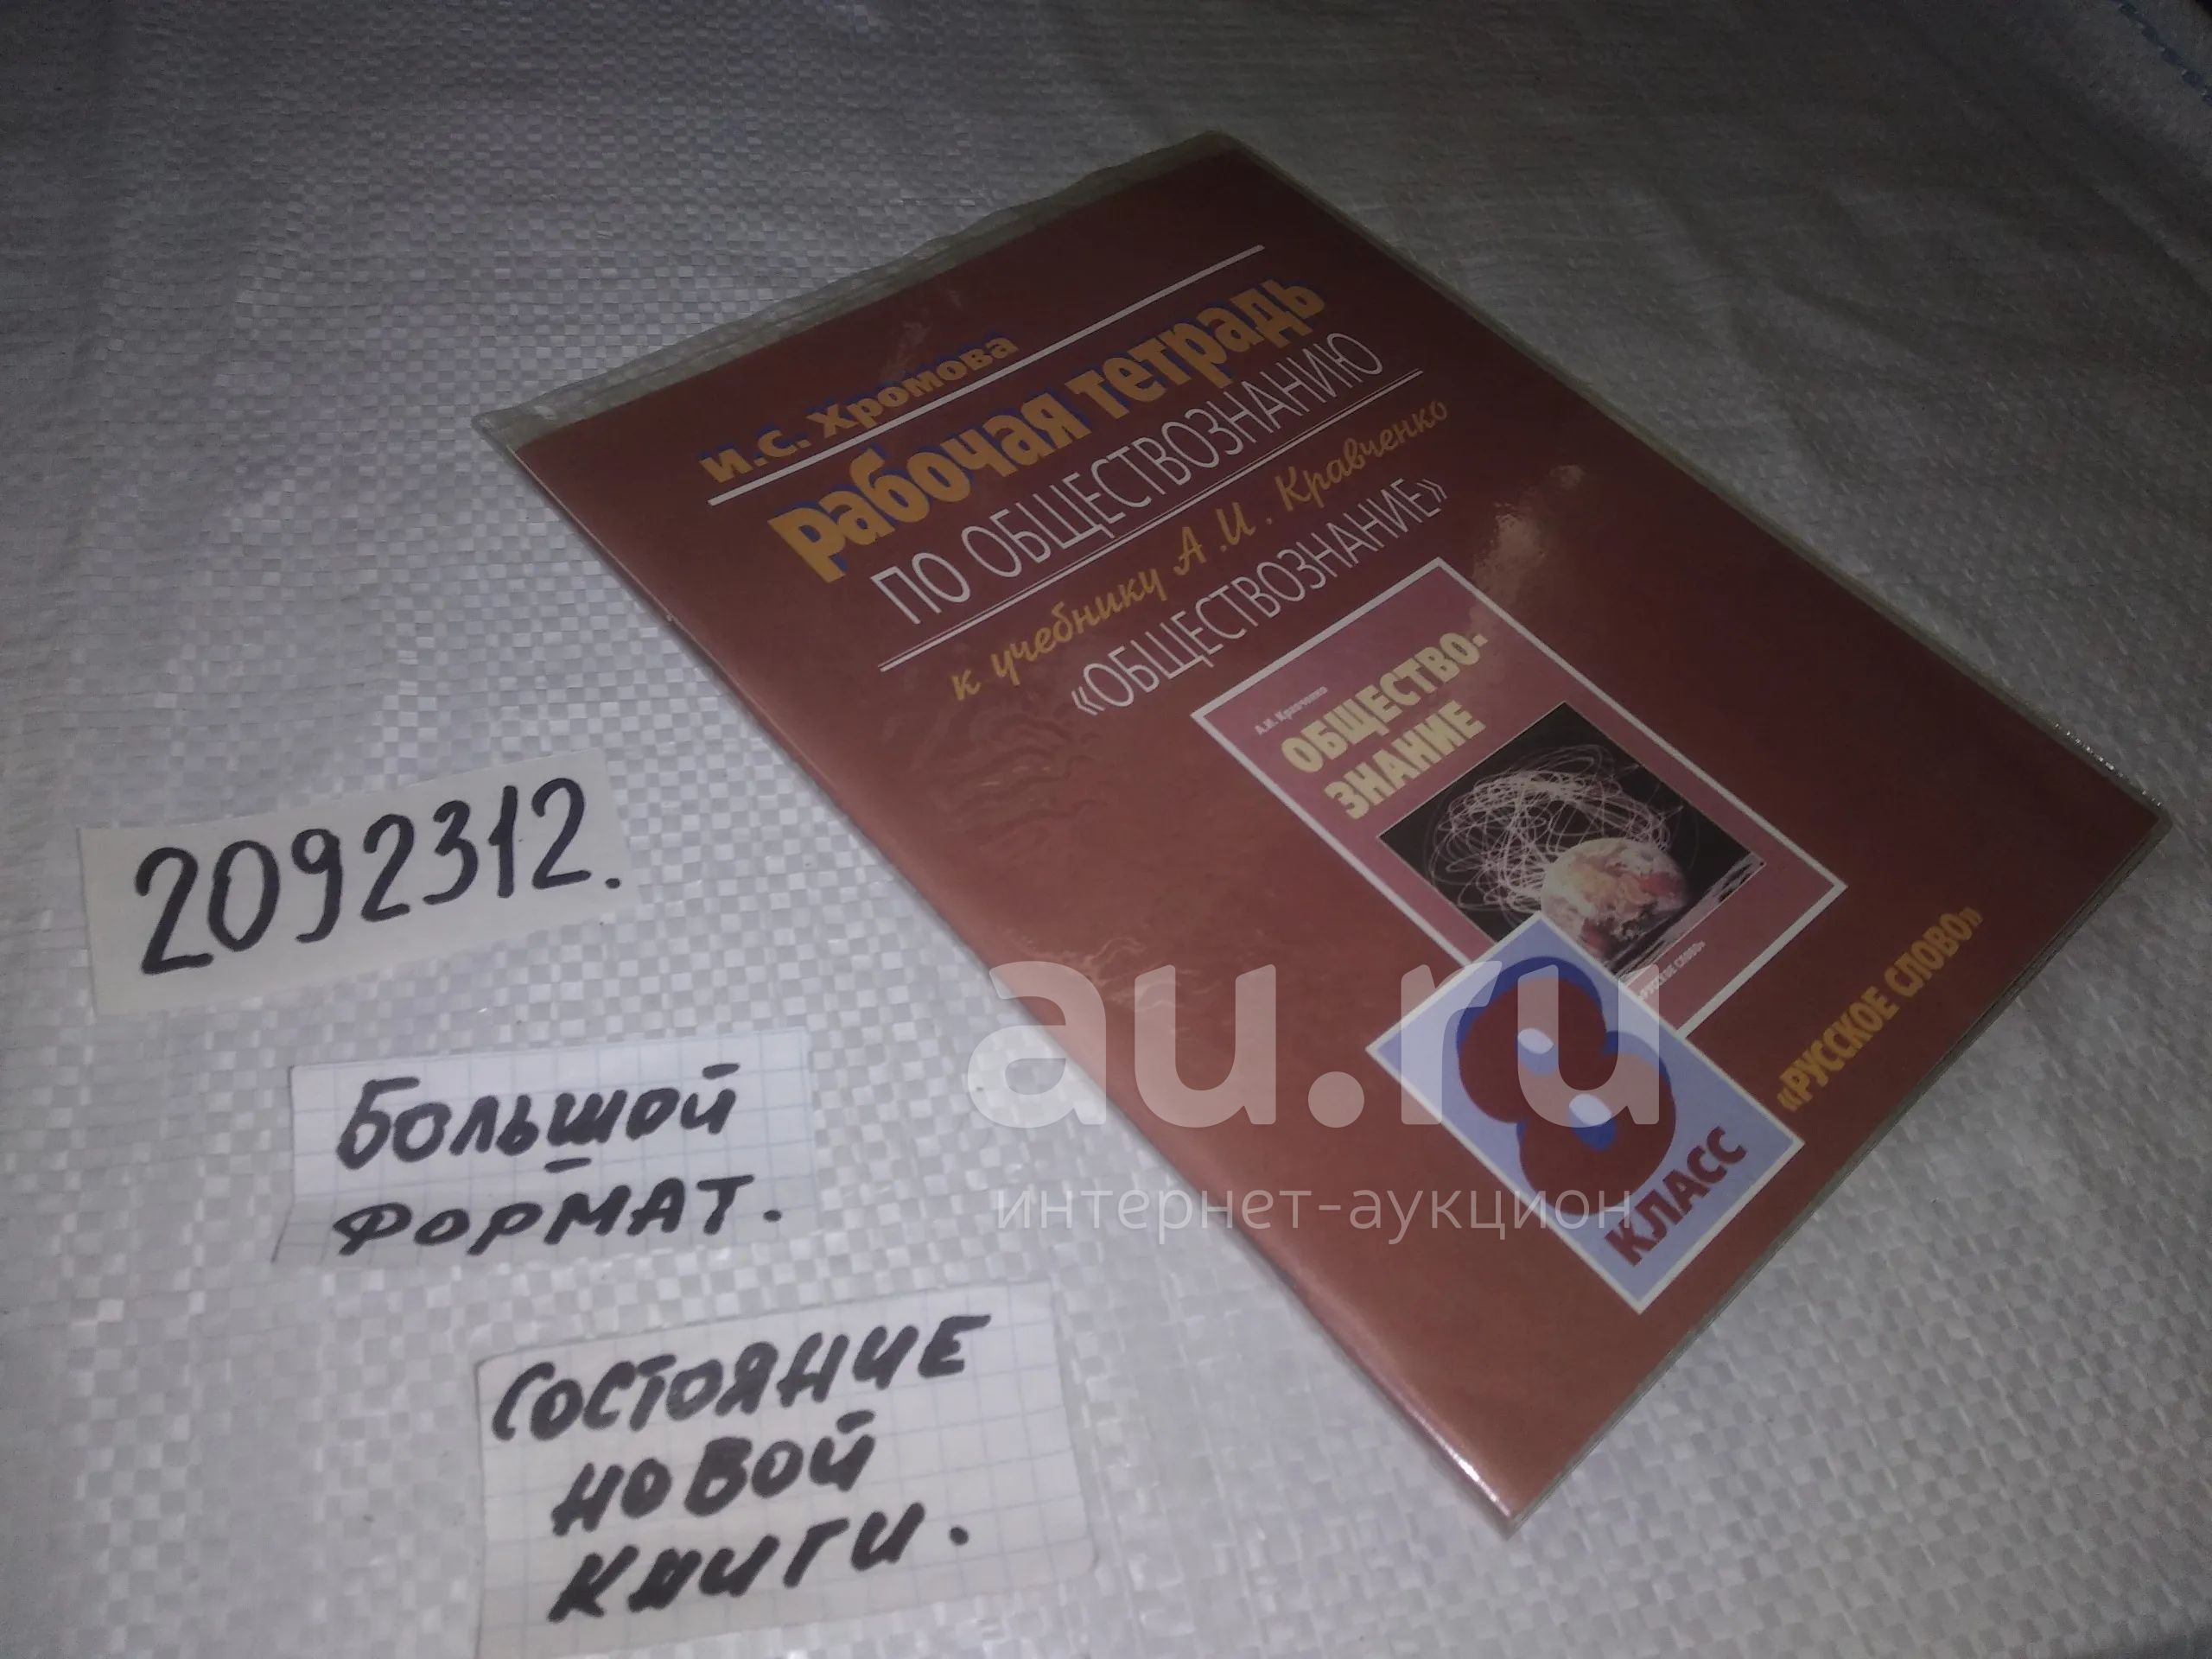 И.С. Хромова
рабочая тетрадь
ПО ОБЩЕСТВОЗНАНИЮ
к учебнику А.И. Кравченко
«ОБЩЕСТВОЗНАНИЕ»
А.И. Кравченко
ОБЩЕСТВО-
ЗНАНИЕ
«РУССКОЕ СЛОВО»
8
КЛАСС
«РУССКОЕ СЛОВО»
2092312.
БОЛЬШОЙ
ФОРМАТ.
СОСТОЯНИЕ
НОВОЙ
КНИГИ.
au.ru
интернет-аукцион